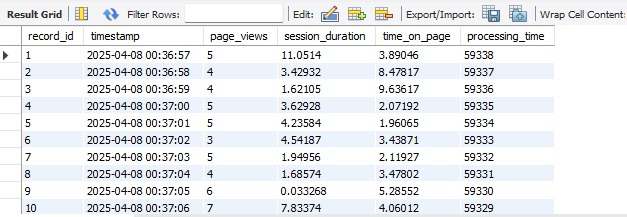 Result Grid Filter Rows: Edit: Export/Import: Wrap Cell Content:
record_id timestamp page_views session_duration time_on_page processing_time
1 2025-04-08 00:36:57 5 11.0514 3.89046 59338
2 2025-04-08 00:36:58 4 3.42932 8.47817 59337
3 2025-04-08 00:36:59 4 1.62105 9.63617 59336
4 2025-04-08 00:37:00 5 3.62928 2.07192 59335
5 2025-04-08 00:37:01 5 4.23584 1.96065 59334
6 2025-04-08 00:37:02 3 4.54187 3.43871 59333
7 2025-04-08 00:37:03 5 1.94956 2.11927 59332
8 2025-04-08 00:37:04 4 1.68574 3.47802 59331
9 2025-04-08 00:37:05 6 0.033268 5.28552 59330
10 2025-04-08 00:37:06 7 7.83374 4.06012 59329